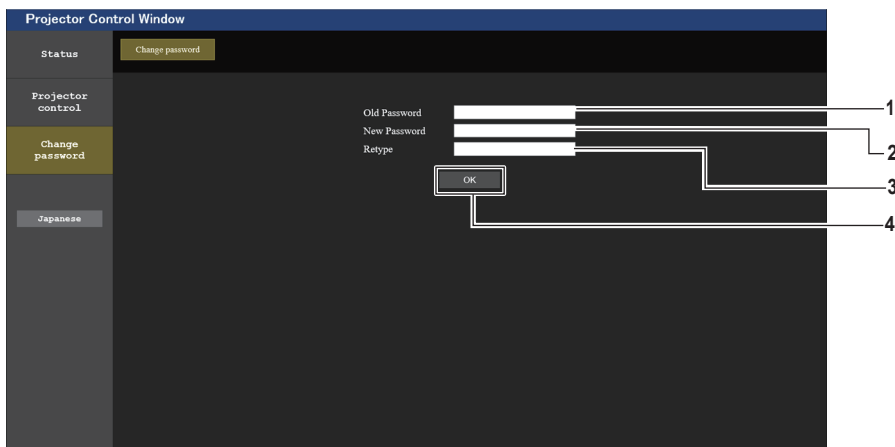 Projector Control Window
Status
Change password
Projector
control
Change
password
Japanese
Old Password
New Password
Retype
OK
1
2
3
4